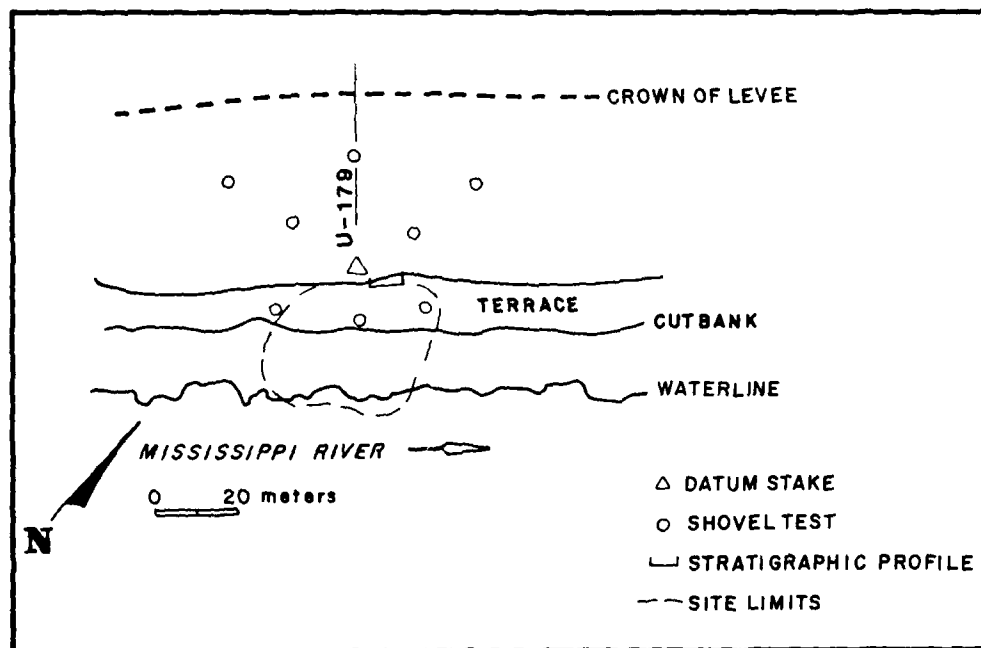 CROWN OF LEVEE
U-179
TERRACE
CUTBANK
WATERLINE
MISSISSIPPI RIVER
0 20 meters
N
DATUM STAKE
SHOVEL TEST
STRATIGRAPHIC PROFILE
SITE LIMITS